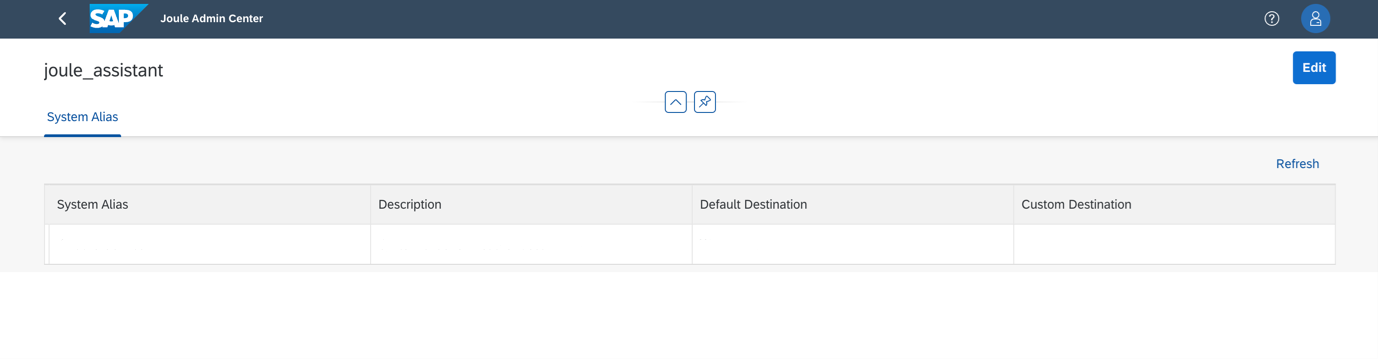 SAP Joule Admin Center
joule_assistant
Edit
System Alias
Refresh
System Alias Description Default Destination Custom Destination